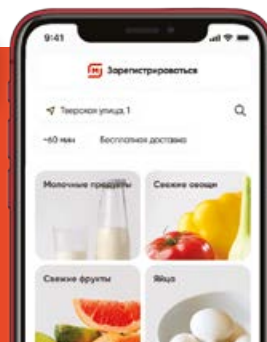 9:41
М Зарегистрироваться
Тверская улица, 1
~60 мин Бесплатная доставка
Молочные продукты Свежие овощи
Свежие фрукты Яйца